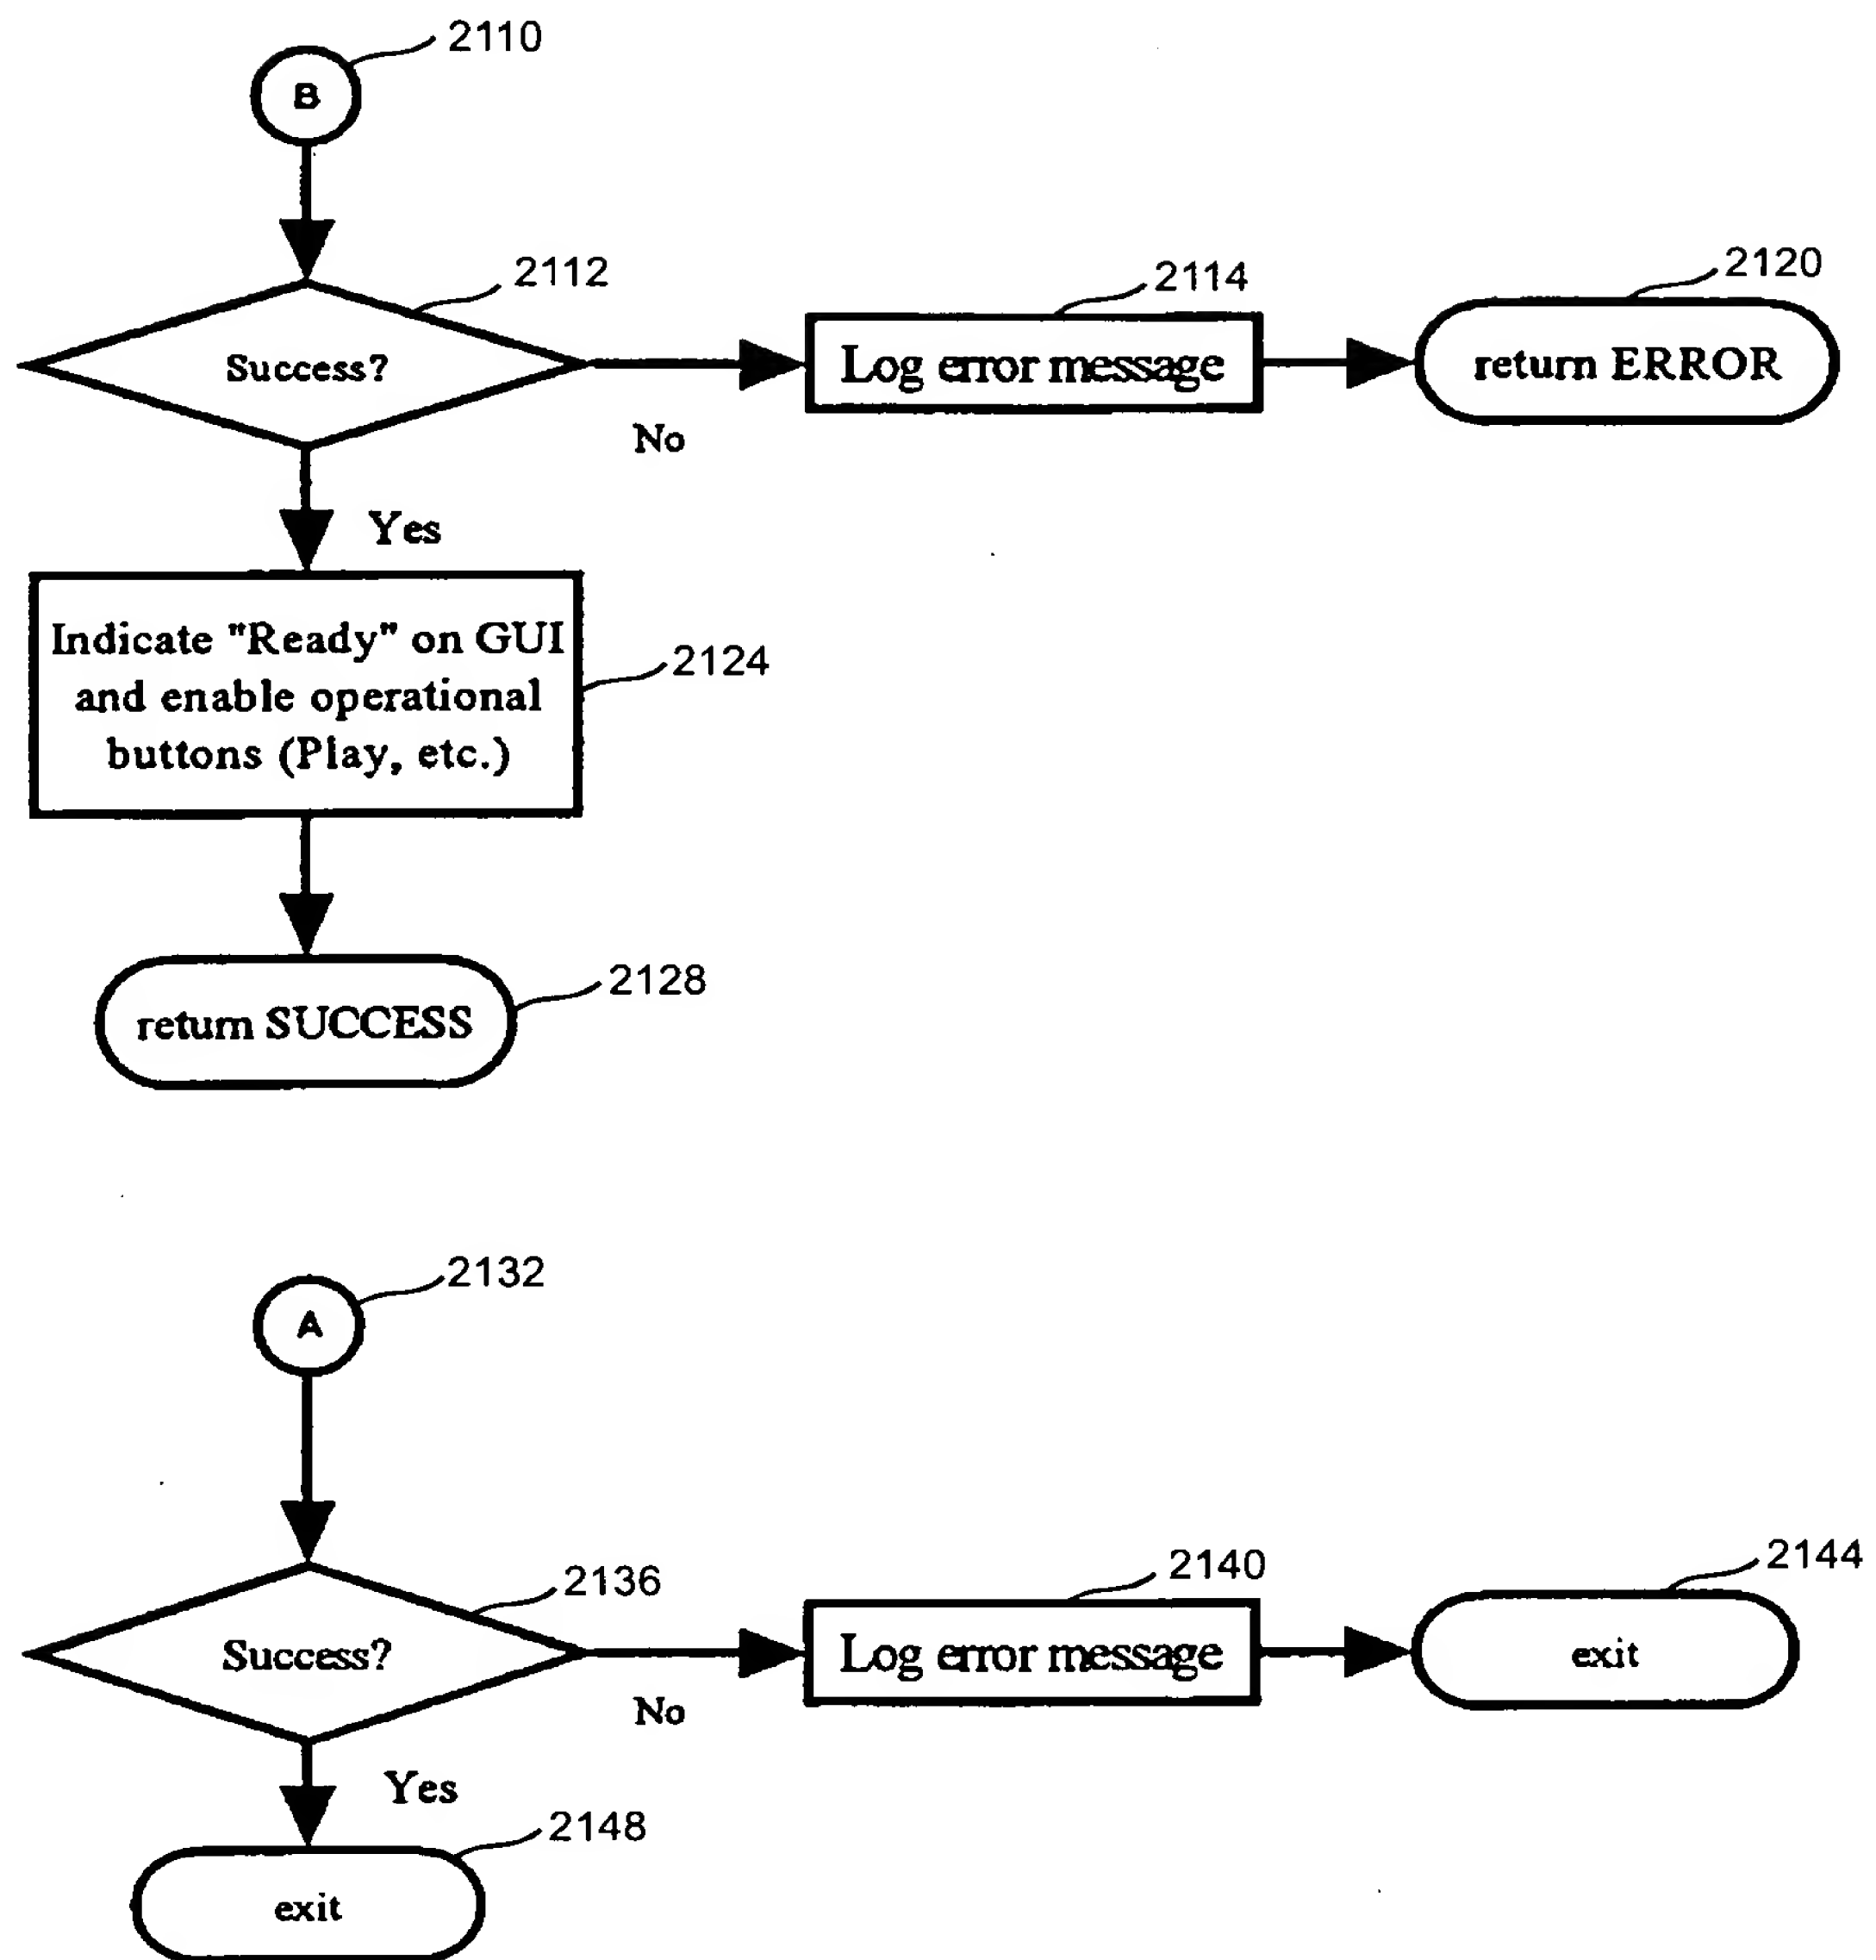 2110
B
2112
2114
2120
Success?
Log error message
return ERROR
No
Yes
Indicate "Ready" on GUI
and enable operational
buttons (Play, etc.)
2124
2128
return SUCCESS
2132
A
2136
2140
2144
Success?
Log error message
exit
No
Yes
2148
exit